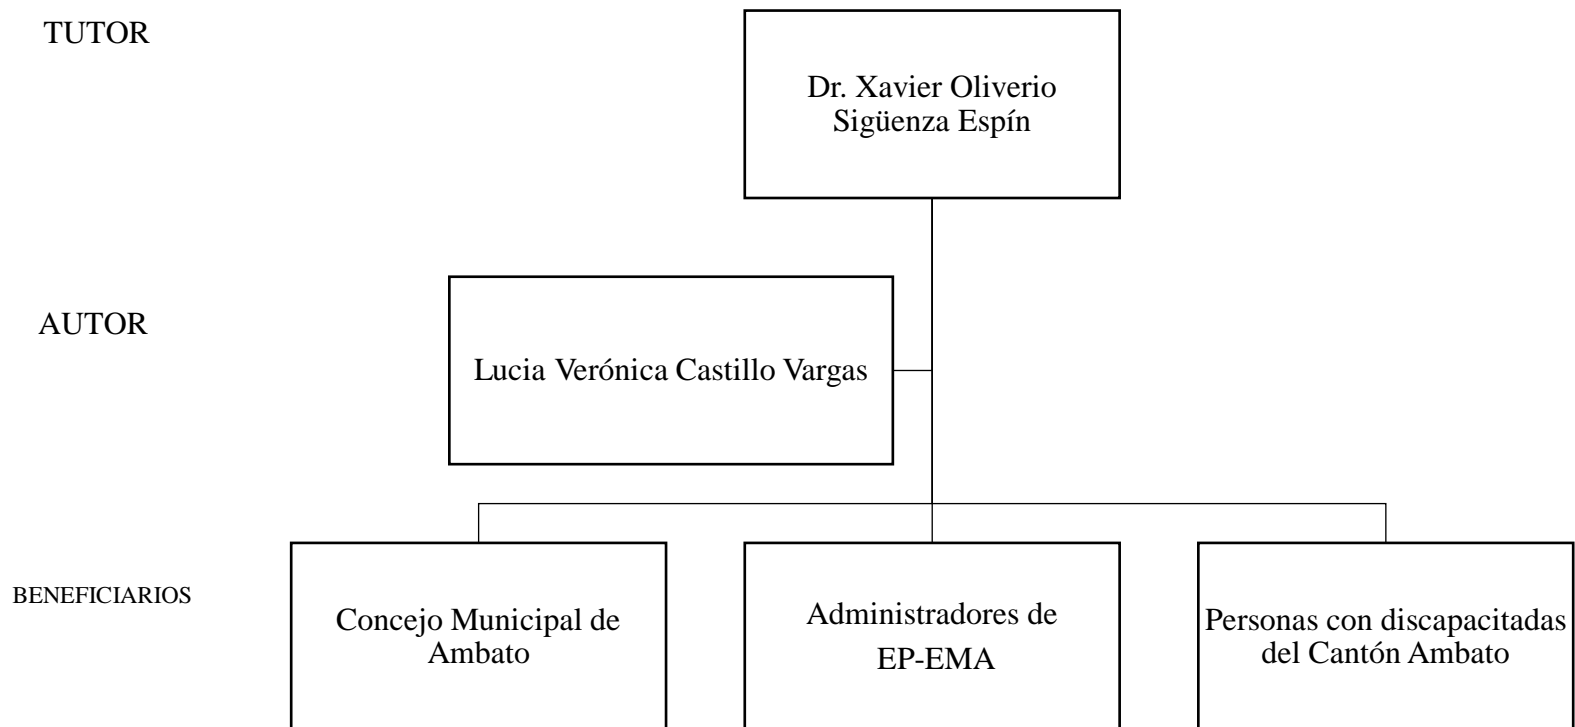 TUTOR
Dr. Xavier Oliverio
Sigüenza Espín
AUTOR
Lucia Verónica Castillo Vargas
BENEFICIARIOS
Concejo Municipal de
Ambato
Administradores de
EP-EMA
Personas con discapacitadas
del Cantón Ambato